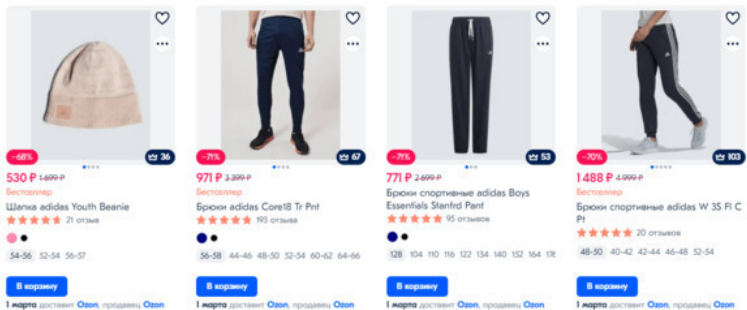 -68%
36
530 ₽ 1 699 ₽
Бестселлер
Шапка adidas Youth Beanie
21 отзыв
54-56 52-54 56-57
В корзину
1 марта доставит Ozon, продавец Ozon
-71%
67
971 ₽ 3 399 ₽
Бестселлер
Брюки adidas Core18 Tr Pnt
193 отзыва
56-58 44-46 48-50 52-54 60-62 64-66
В корзину
1 марта доставит Ozon, продавец Ozon
-71%
53
771 ₽ 2 699 ₽
Брюки спортивные adidas Boys
Essentials Stanfrd Pant
95 отзывов
128 104 110 116 122 134 140 152 164 176
В корзину
1 марта доставит Ozon, продавец Ozon
-70%
103
1 488 ₽ 4 999 ₽
Бестселлер
Брюки спортивные adidas W 3S Fl C
Pt
20 отзывов
48-50 40-42 42-44 46-48 52-54
В корзину
1 марта доставит Ozon, продавец Ozon